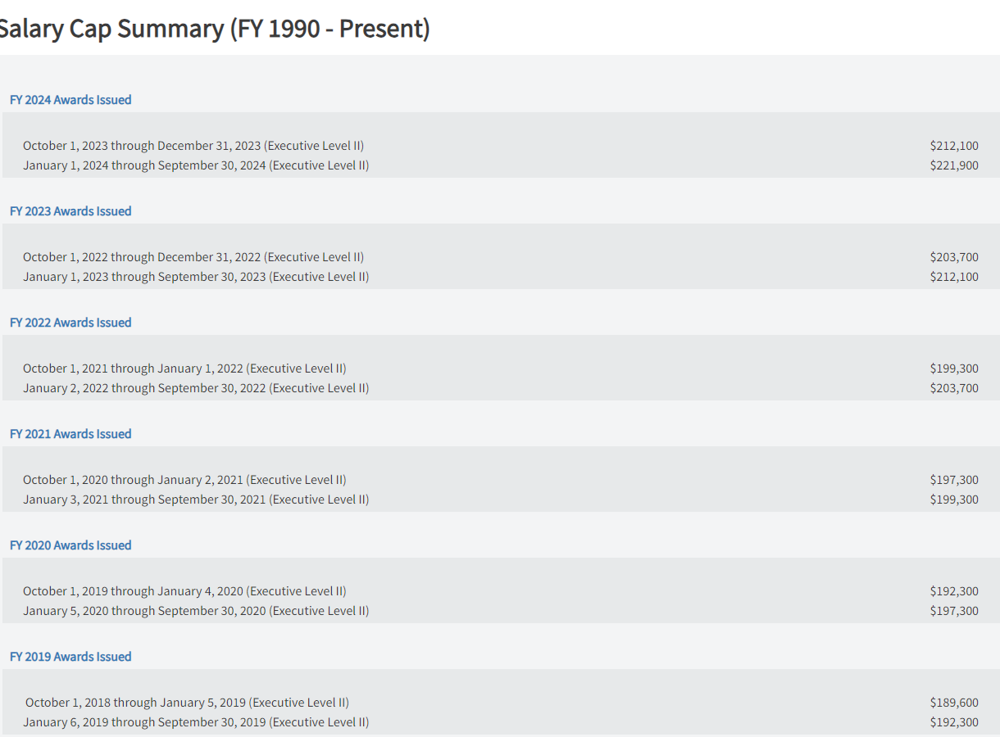 Salary Cap Summary (FY 1990 - Present)
FY 2024 Awards Issued
October 1, 2023 through December 31, 2023 (Executive Level II) $212,100
January 1, 2024 through September 30, 2024 (Executive Level II) $221,900
FY 2023 Awards Issued
October 1, 2022 through December 31, 2022 (Executive Level II) $203,700
January 1, 2023 through September 30, 2023 (Executive Level II) $212,100
FY 2022 Awards Issued
October 1, 2021 through January 1, 2022 (Executive Level II) $199,300
January 2, 2022 through September 30, 2022 (Executive Level II) $203,700
FY 2021 Awards Issued
October 1, 2020 through January 2, 2021 (Executive Level II) $197,300
January 3, 2021 through September 30, 2021 (Executive Level II) $199,300
FY 2020 Awards Issued
October 1, 2019 through January 4, 2020 (Executive Level II) $192,300
January 5, 2020 through September 30, 2020 (Executive Level II) $197,300
FY 2019 Awards Issued
October 1, 2018 through January 5, 2019 (Executive Level II) $189,600
January 6, 2019 through September 30, 2019 (Executive Level II) $192,300